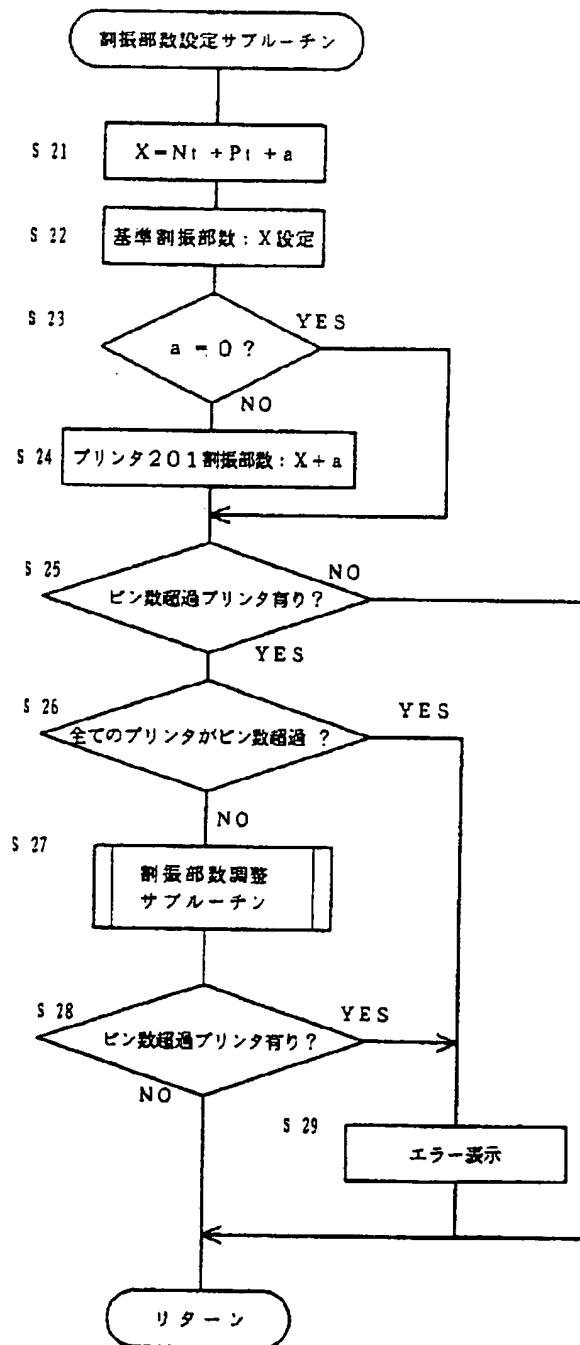 割振部数設定サブルーチン
S 21
X=Nt+Pt+a
S 22
基準割振部数:X設定
S 23
a=0?
YES
NO
S 24
プリンタ201割振部数:X+a
S 25
ビン数超過プリンタ有り?
NO
YES
S 26
全てのプリンタがビン数超過 ?
YES
NO
S 27
割振部数調整
サブルーチン
S 28
ビン数超過プリンタ有り?
YES
NO
S 29
エラー表示
リターン